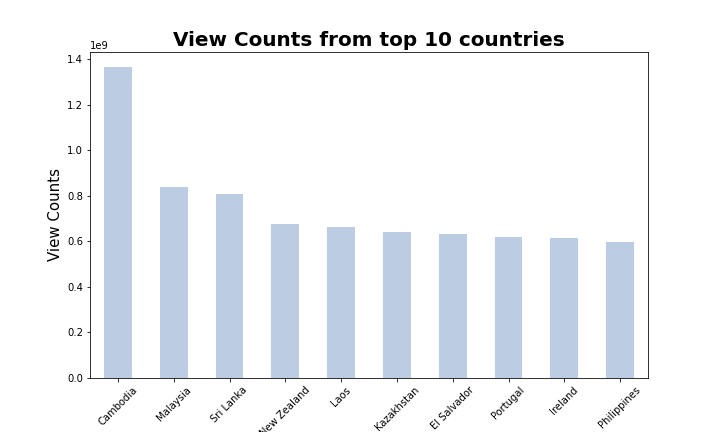 View Counts from top 10 countries
1e9
1.4
1.2
1.0
0.8
0.6
0.4
0.2
0.0
View Counts
Cambodia
Malaysia
Sri Lanka
New Zealand
Laos
Kazakhstan
El Salvador
Portugal
Ireland
Philippines